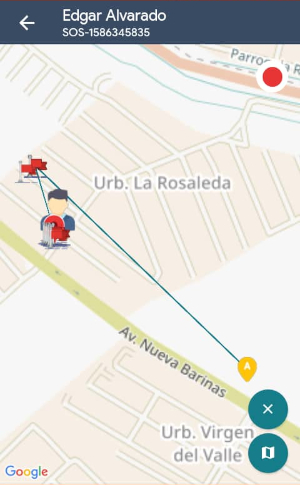 Edgar Alvarado
SOS-1586345835
Urb. La Rosaleda
A
Av. Nueva Barinas
Urb. Virgen
del Valle
Google